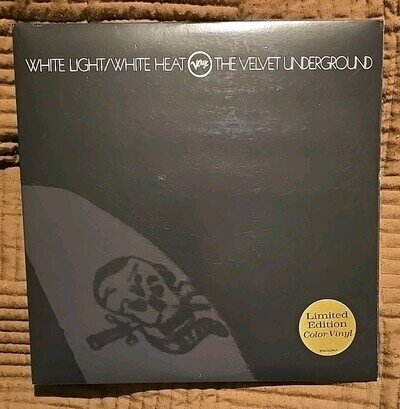 WHITE LIGHT/WHITE HEAT Verve THE VELVET UNDERGROUND
Limited
Edition
Color Vinyl